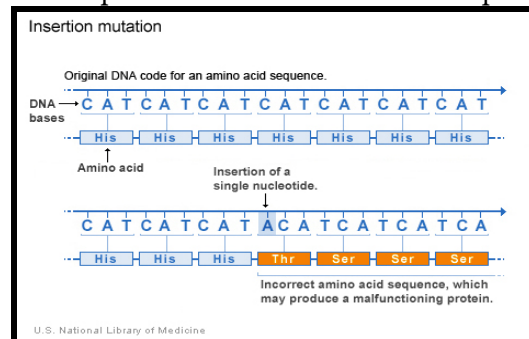 Insertion mutation
Original DNA code for an amino acid sequence.
DNA bases
C A T C A T C A T C A T C A T C A T C A T
His His His His His His His
Amino acid
Insertion of a
single nucleotide.
C A T C A T C A T A C A T C A T C A T C A
His His His Thr Ser Ser Ser
Incorrect amino acid sequence, which
may produce a malfunctioning protein.
U.S. National Library of Medicine